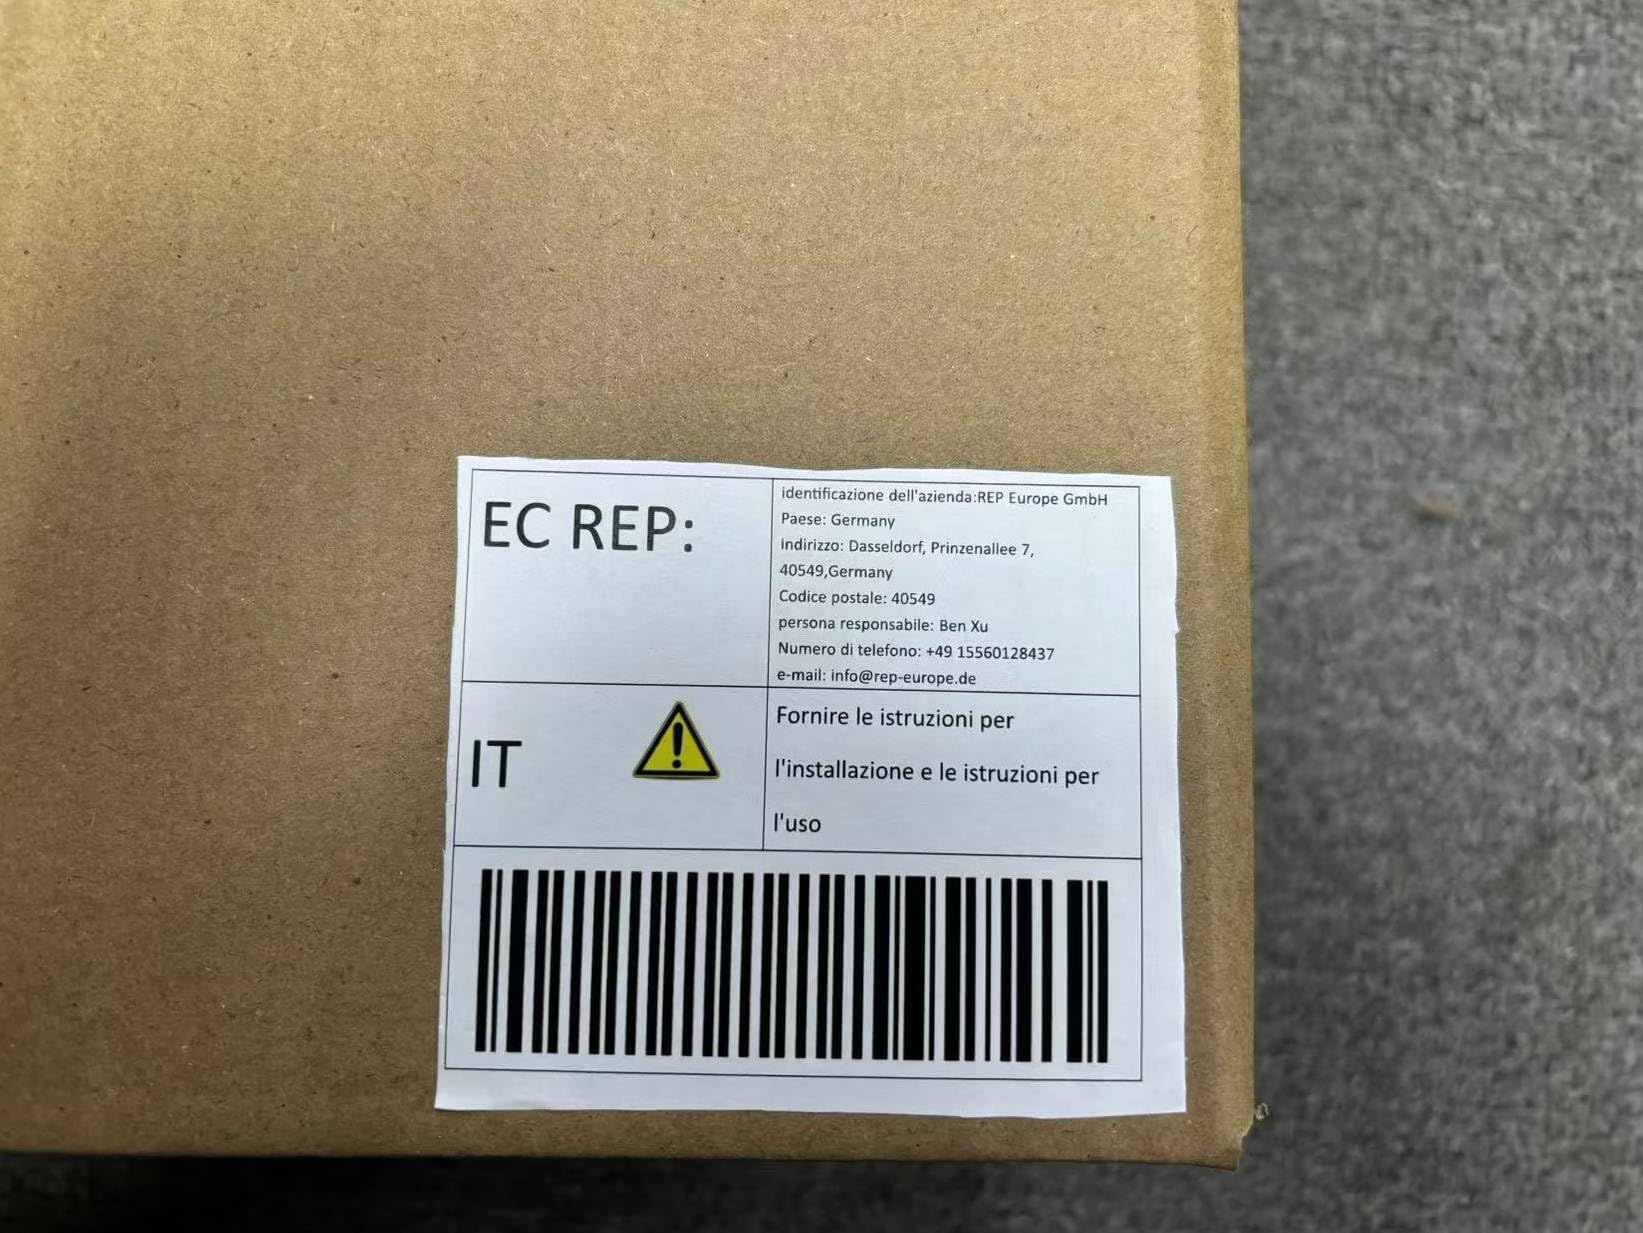 EC REP:
identificazione dell'azienda:REP Europe GmbH
Paese: Germany
indirizzo: Dasseldorf, Prinzenallee 7,
40549,Germany
Codice postale: 40549
persona responsabile: Ben Xu
Numero di telefono: +49 15560128437
e-mail: info@rep-europe.de
IT
Fornire le istruzioni per
l'installazione e le istruzioni per
l'uso